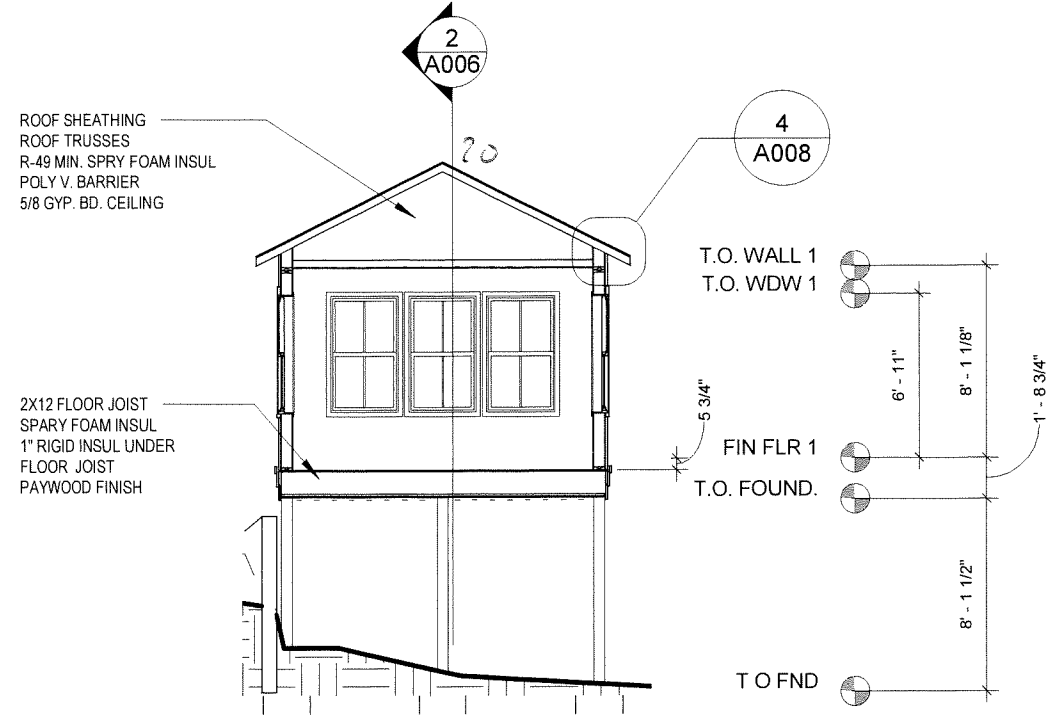 2
A006
ROOF SHEATHING
ROOF TRUSSES
R-49 MIN. SPRY FOAM INSUL
POLY V. BARRIER
5/8 GYP. BD. CEILING
20
4
A008
T.O. WALL 1
T.O. WDW 1
6' - 11"
8' - 1 1/8"
1' - 8 3/4"
5 3/4"
2X12 FLOOR JOIST
SPARY FOAM INSUL
1" RIGID INSUL UNDER
FLOOR JOIST
PAYWOOD FINISH
FIN FLR 1
T.O. FOUND.
8' - 1 1/2"
T O FND